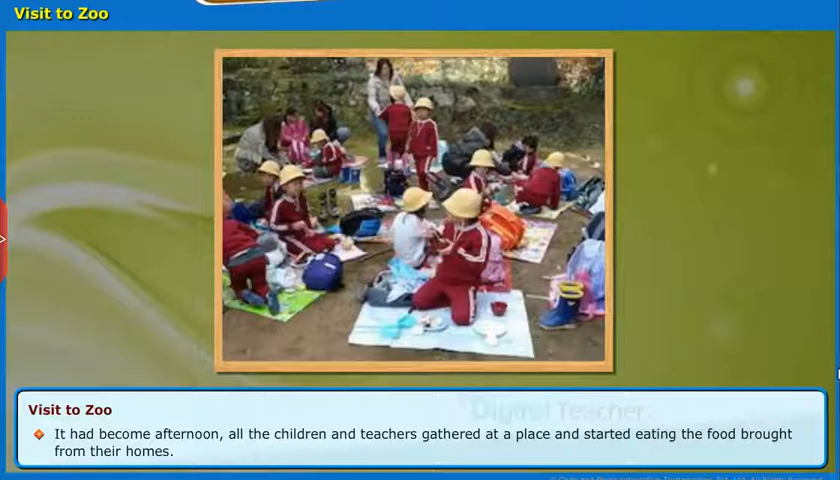 Visit to Zoo
Visit to Zoo
It had become afternoon, all the children and teachers gathered at a place and started eating the food brought
from their homes.
Digital Teacher